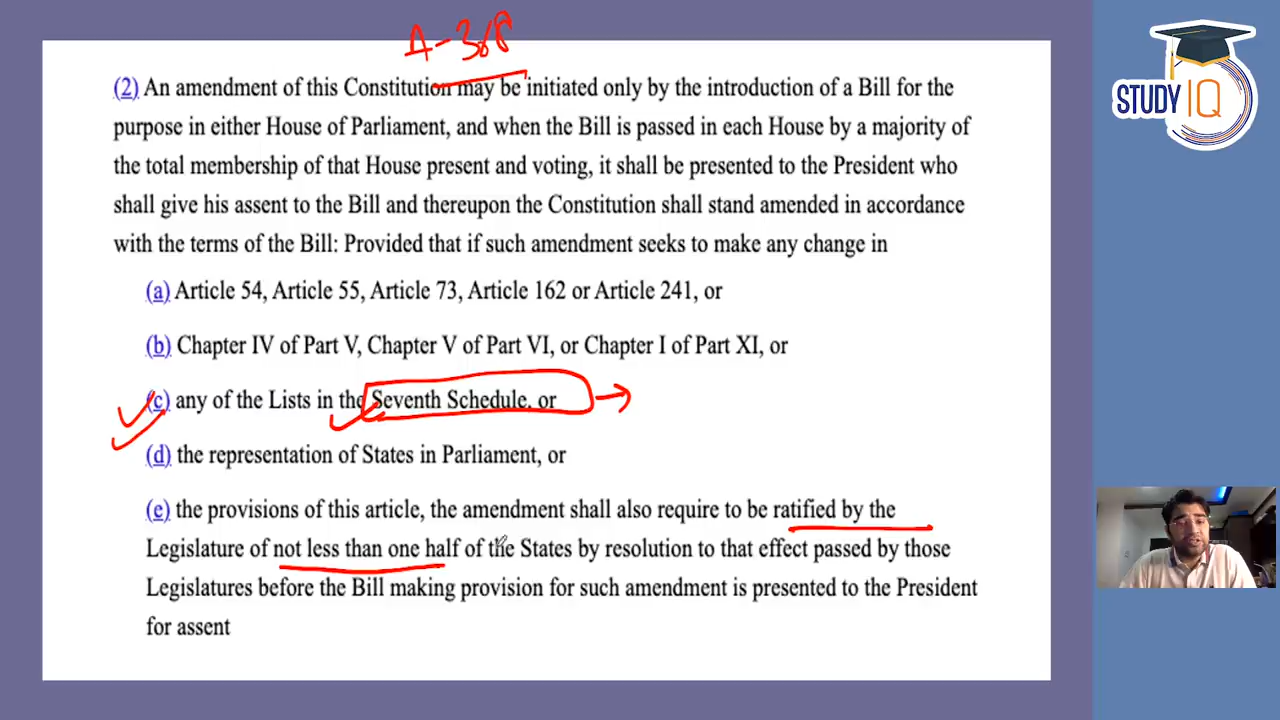 A-368
(2) An amendment of this Constitution may be initiated only by the introduction of a Bill for the
purpose in either House of Parliament, and when the Bill is passed in each House by a majority of
the total membership of that House present and voting, it shall be presented to the President who
shall give his assent to the Bill and thereupon the Constitution shall stand amended in accordance
with the terms of the Bill: Provided that if such amendment seeks to make any change in
(a) Article 54, Article 55, Article 73, Article 162 or Article 241, or
(b) Chapter IV of Part V, Chapter V of Part VI, or Chapter I of Part XI, or
(c) any of the Lists in the Seventh Schedule, or
(d) the representation of States in Parliament, or
(e) the provisions of this article, the amendment shall also require to be ratified by the
Legislature of not less than one half of the States by resolution to that effect passed by those
Legislatures before the Bill making provision for such amendment is presented to the President
for assent
STUDY IQ